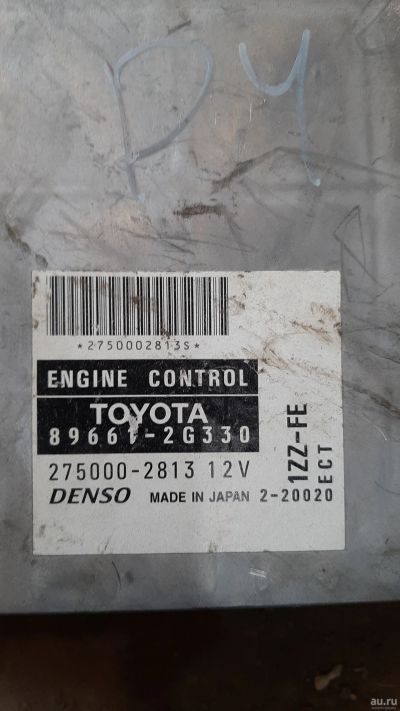 РЧ
*2750002813S*
ENGINE CONTROL
TOYOTA
89661-2G330
275000-2813 12V
DENSO MADE IN JAPAN 2-20020
1ZZ-FE
ECT
au.ru